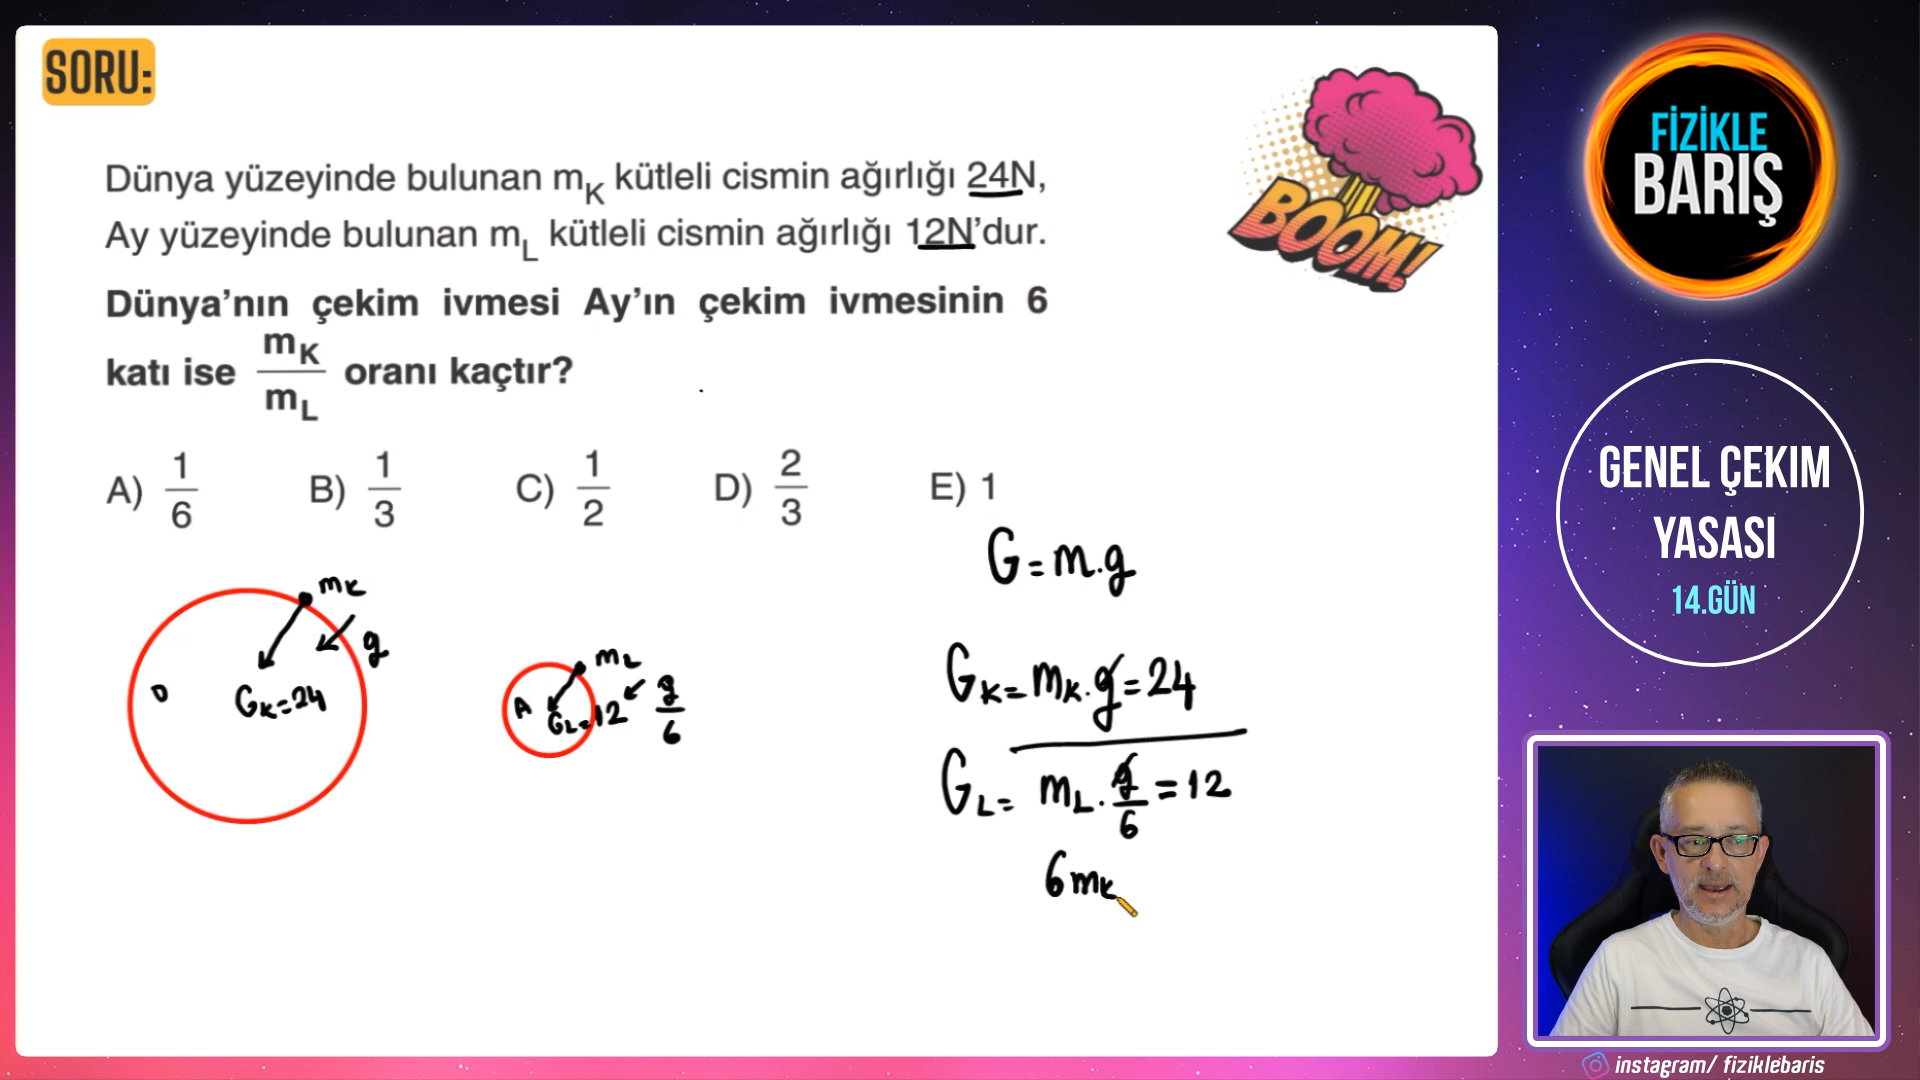 SORU:
Dünya yüzeyinde bulunan mK kütleli cismin ağırlığı 24N,
Ay yüzeyinde bulunan mL kütleli cismin ağırlığı 12N'dur.
Dünya'nın çekim ivmesi Ay'ın çekim ivmesinin 6
katı ise mK/mL oranı kaçtır?
A) 1/6 B) 1/3 C) 1/2 D) 2/3 E) 1
BOOM!
G=m.g
mK
g
D
GK=24
mL
A
GL=12
g/6
GK=mK.g=24
GL=mL.g/6=12
6mK
FİZİKLE
BARIŞ
GENEL ÇEKIM
YASASI
14.GÜN
instagram/ fiziklebaris